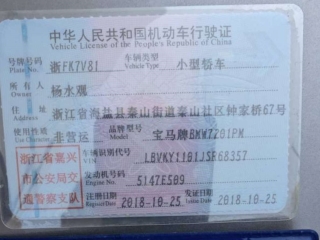 中华人民共和国机动车行驶证
Vehicle License of the People's Republic of China
号牌号码 浙FK7V81 车辆类型 小型轿车
Plate No. Vehicle Type
所有人 杨水观
Owner
住址 浙江省海盐县秦山街道秦山社区钟家桥67号
Address
使用性质 非营运 品牌型号 宝马牌BMW7201PM
Use Character Model
浙江省嘉兴 车辆识别代号
市公安局交 VIN LBVKY1101JSE68357
通警察支队 发动机号码 5147E509
Engine No.
注册日期 2018-10-25 发证日期 2018-10-25
Register Date Issue Date